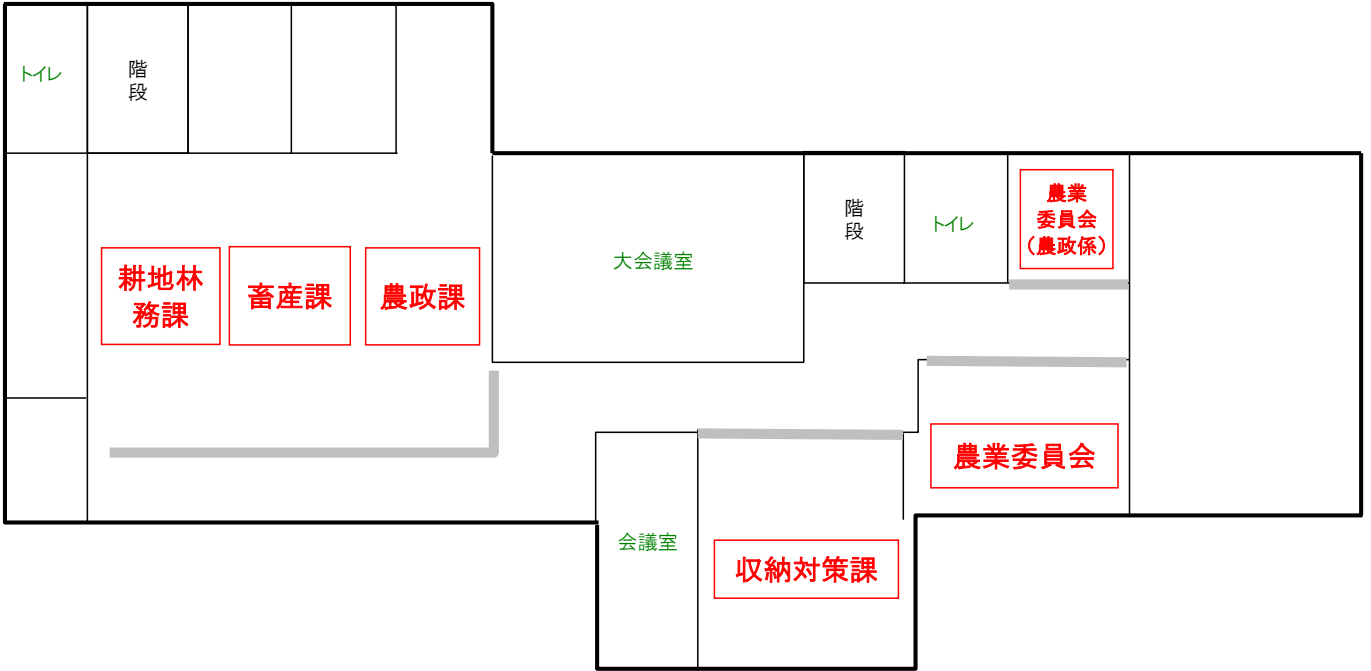 トイレ
階
段
耕地林
務課
畜産課
農政課
大会議室
階
段
トイレ
農業
委員会
（農政係）
農業委員会
会議室
収納対策課